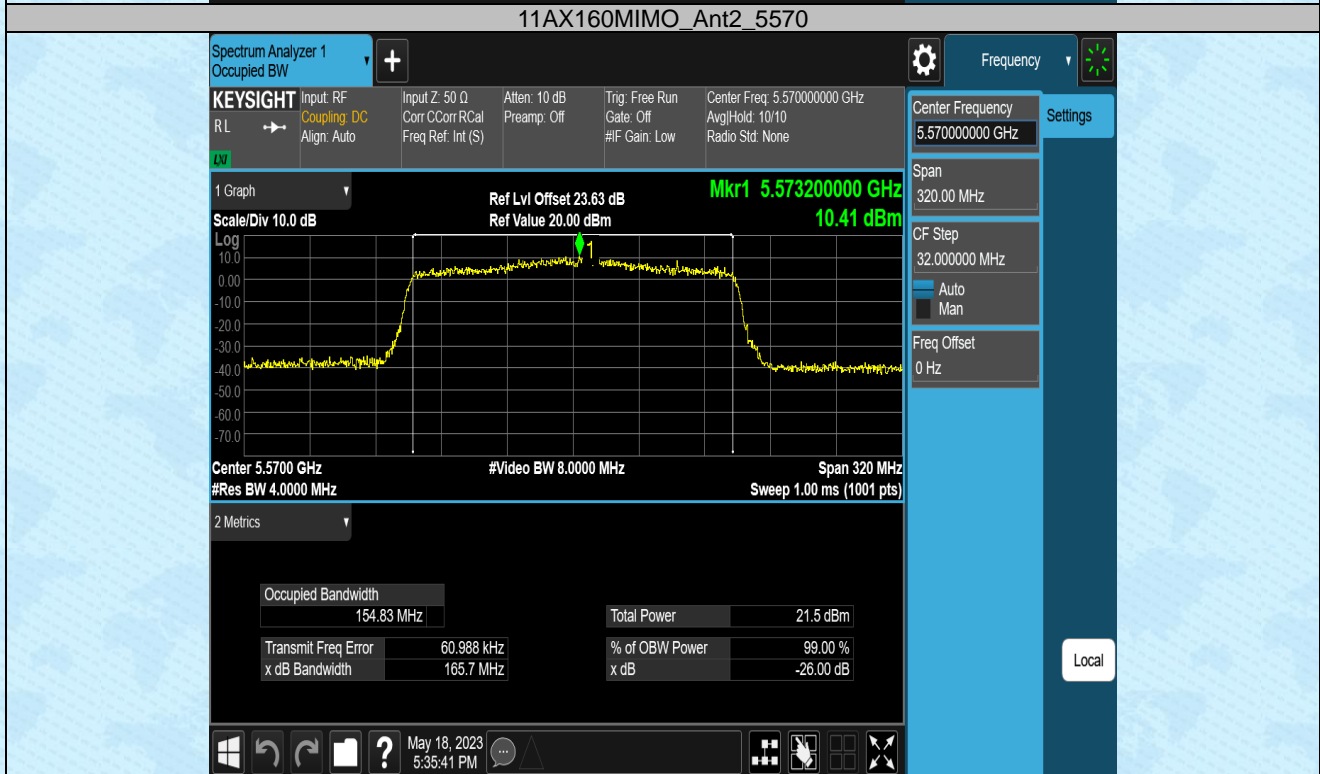 11AX160MIMO_Ant2_5570
Spectrum Analyzer 1
Occupied BW
+
Frequency
KEYSIGHT
RL
LXI
Input: RF
Coupling: DC
Align: Auto
Input Z: 50 Ω
Corr CCorr RCal
Freq Ref: Int (S)
Atten: 10 dB
Preamp: Off
Trig: Free Run
Gate: Off
#IF Gain: Low
Center Freq: 5.570000000 GHz
Avg|Hold: 10/10
Radio Std: None
Center Frequency
5.570000000 GHz
Settings
Span
320.00 MHz
CF Step
32.000000 MHz
Auto
Man
Freq Offset
0 Hz
1 Graph
Ref Lvl Offset 23.63 dB
Mkr1 5.573200000 GHz
Scale/Div 10.0 dB
Ref Value 20.00 dBm
10.41 dBm
Log
1
10.0
0.00
-10.0
-20.0
-30.0
-40.0
-50.0
-60.0
-70.0
Center 5.5700 GHz
#Video BW 8.0000 MHz
Span 320 MHz
#Res BW 4.0000 MHz
Sweep 1.00 ms (1001 pts)
2 Metrics
Occupied Bandwidth
154.83 MHz
Total Power 21.5 dBm
Transmit Freq Error 60.988 kHz
% of OBW Power 99.00 %
x dB Bandwidth 165.7 MHz
x dB -26.00 dB
Local
?
May 18, 2023
5:35:41 PM